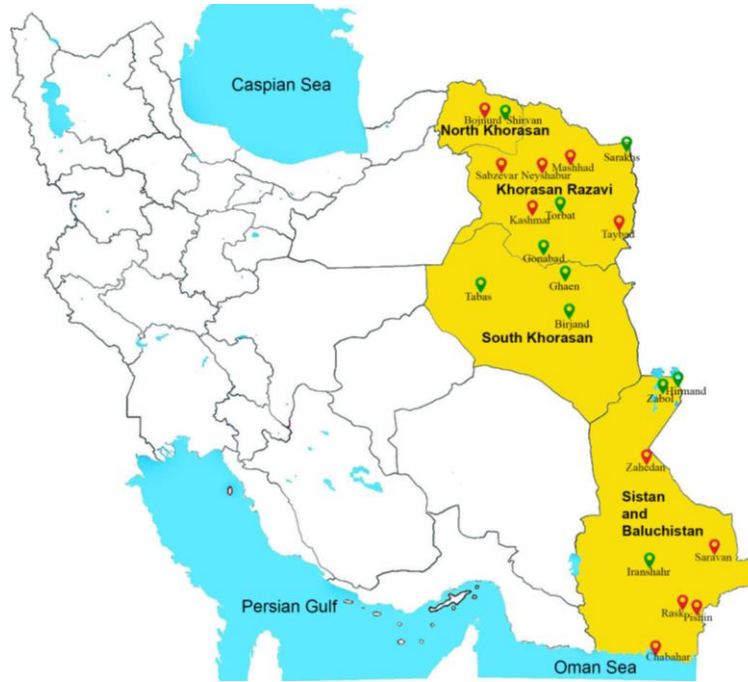 Caspian Sea
Bojnurd Shirvan
North Khorasan
Sarakhs
Mashhad
Sabzevar Neyshabur
Khorasan Razavi
Torbat
Kashmar
Taybad
Gonabad
Ghaen
Tabas
Birjand
South Khorasan
Hirmand
Zabol
Zahedan
Sistan
and
Baluchistan
Saravan
Iranshahr
Persian Gulf
Rask
Pishin
Chabahar
Oman Sea